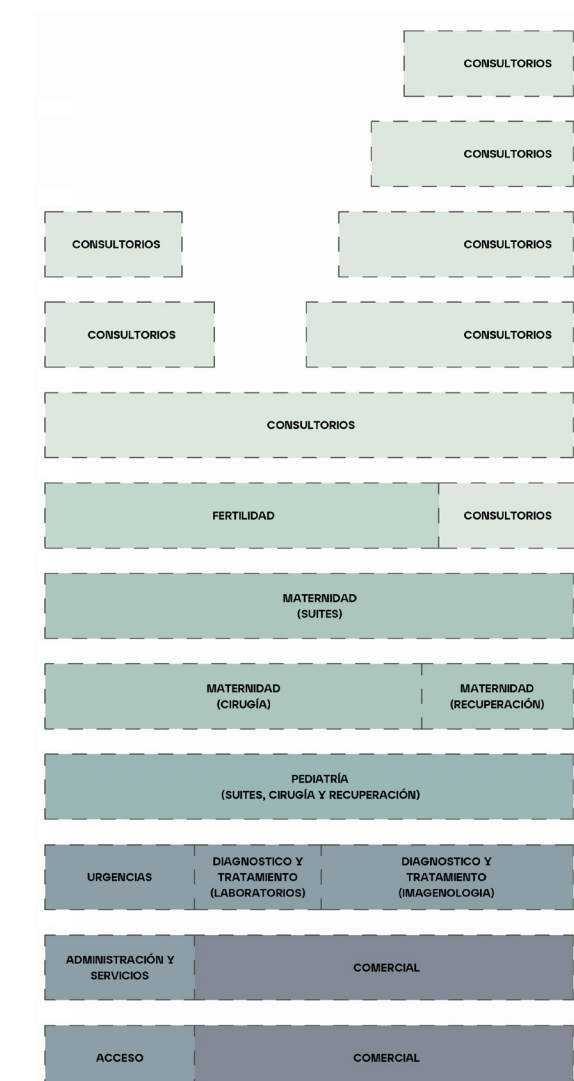 CONSULTORIOS
CONSULTORIOS
CONSULTORIOS
CONSULTORIOS
CONSULTORIOS
CONSULTORIOS
CONSULTORIOS
FERTILIDAD
CONSULTORIOS
MATERNIDAD
(SUITES)
MATERNIDAD
(CIRUGÍA)
MATERNIDAD
(RECUPERACIÓN)
PEDIATRÍA
(SUITES, CIRUGÍA Y RECUPERACIÓN)
URGENCIAS
DIAGNOSTICO Y
TRATAMIENTO
(LABORATORIOS)
DIAGNOSTICO Y
TRATAMIENTO
(IMAGENOLOGIA)
ADMINISTRACIÓN Y
SERVICIOS
COMERCIAL
ACCESO
COMERCIAL